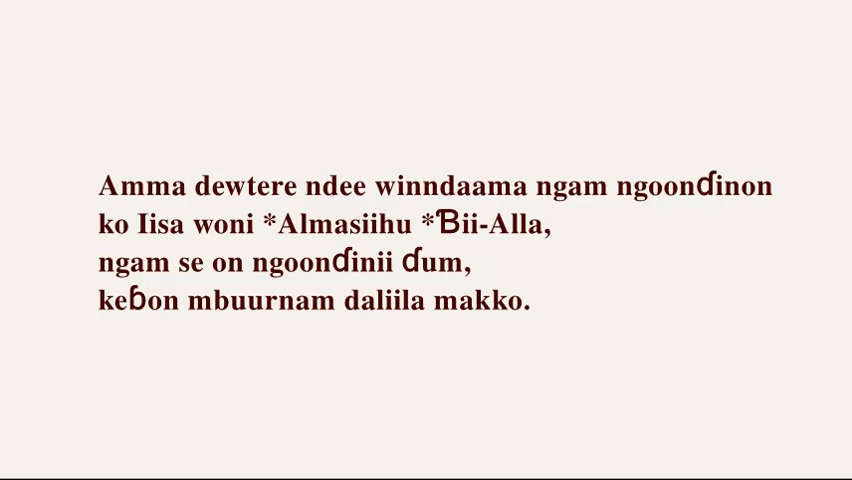 Amma dewtere ndee winndaama ngam ngoonɗinon
ko Iisa woni *Almasiihu *Ɓii-Alla,
ngam se on ngoonɗinii ɗum,
keɓon mbuurnam daliila makko.